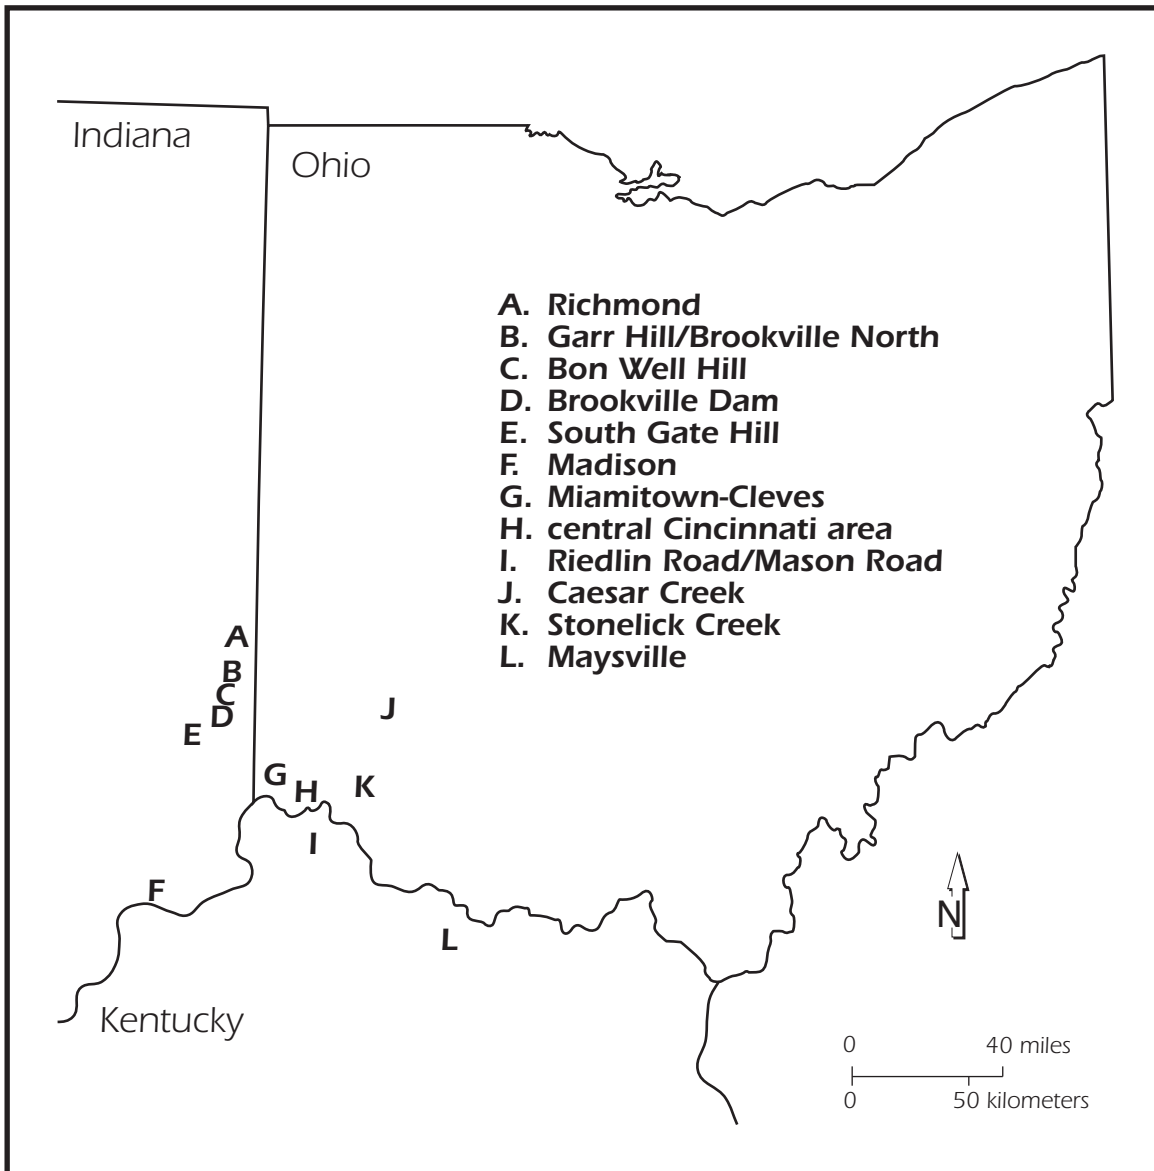 Indiana
Ohio
A. Richmond
B. Garr Hill/Brookville North
C. Bon Well Hill
D. Brookville Dam
E. South Gate Hill
F. Madison
G. Miamitown-Cleves
H. central Cincinnati area
I. Riedlin Road/Mason Road
J. Caesar Creek
K. Stonelick Creek
L. Maysville
A
B
C
D
E
J
G
H
K
I
F
L
N
Kentucky
0 40 miles
0 50 kilometers